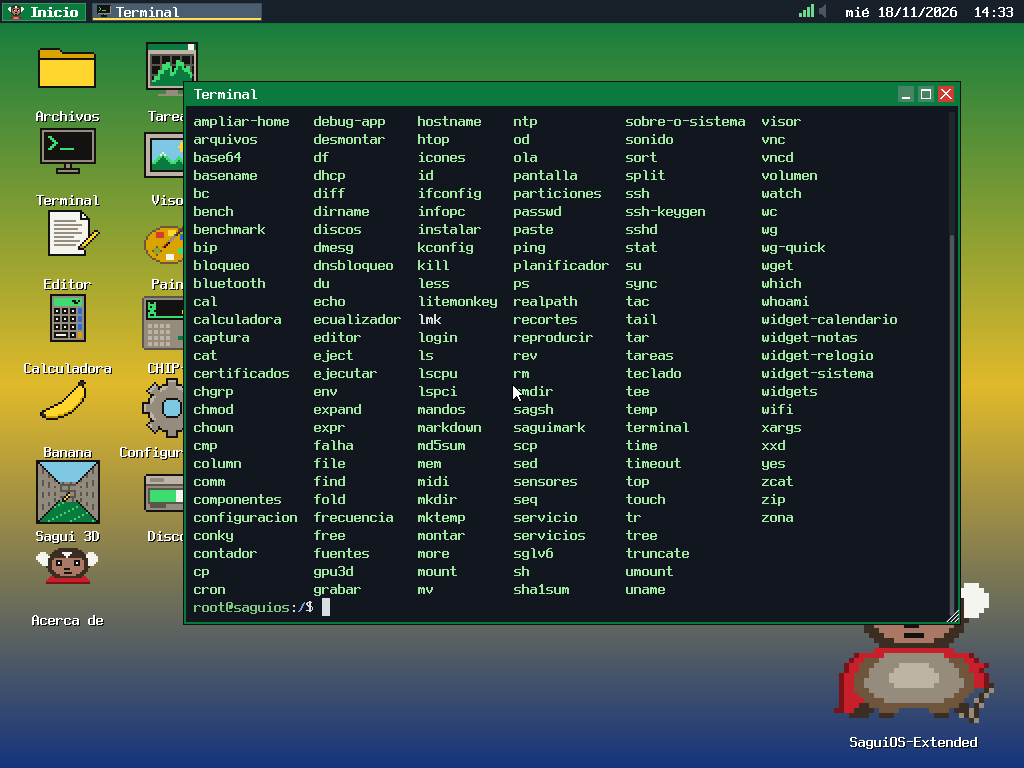 Inicio Terminal mié 18/11/2026 14:33
Archivos
Terminal
Editor
Calculadora
Banana
Sagui 3D
Acerca de
Terminal
ampliar-home debug-app hostname ntp sobre-o-sistema visor
arquivos desmontar htop od sonido vnc
base64 df icones ola sort vncd
basename dhcp id pantalla split volumen
bc diff ifconfig particiones ssh watch
bench dirname infopc passwd ssh-keygen wc
benchmark discos instalar paste sshd wg
bip dmesg kconfig ping stat wg-quick
bloqueo dnsbloqueo kill planificador su wget
bluetooth du less ps sync which
cal echo litemonkey realpath tac whoami
calculadora ecualizador lmk recortes tail widget-calendario
captura editor login reproducir tar widget-notas
cat eject ls rev tareas widget-relogio
certificados ejecutar lscpu rm teclado widget-sistema
chgrp env lspci rmdir tee widgets
chmod expand mandos sagsh temp wifi
chown expr markdown saguimark terminal xargs
cmp falha md5sum scp time xxd
column file mem sed timeout yes
comm find midi sensores top zcat
componentes fold mkdir seq touch zip
configuracion frecuencia mktemp servicio tr zona
conky free montar servicios tree
contador fuentes more sglv6 truncate
cp gpu3d mount sh umount
cron grabar mv sha1sum uname
root@saguios:/$
SaguiOS-Extended